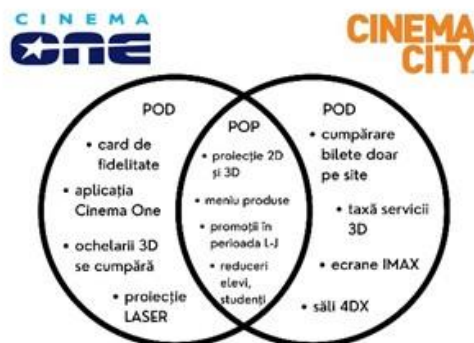 CINEMA
ONE
CINEMA
CITY
POD
• card de
fidelitate
• aplicația
Cinema One
• ochelarii 3D
se cumpără
• proiecție
LASER
POP
• proiecție 2D
și 3D
• meniu produse
• promoții în
perioada L-J
• reduceri
elevi,
studenți
POD
• cumpărare
bilete doar
pe site
• taxă servicii
3D
• ecrane IMAX
• săli 4DX